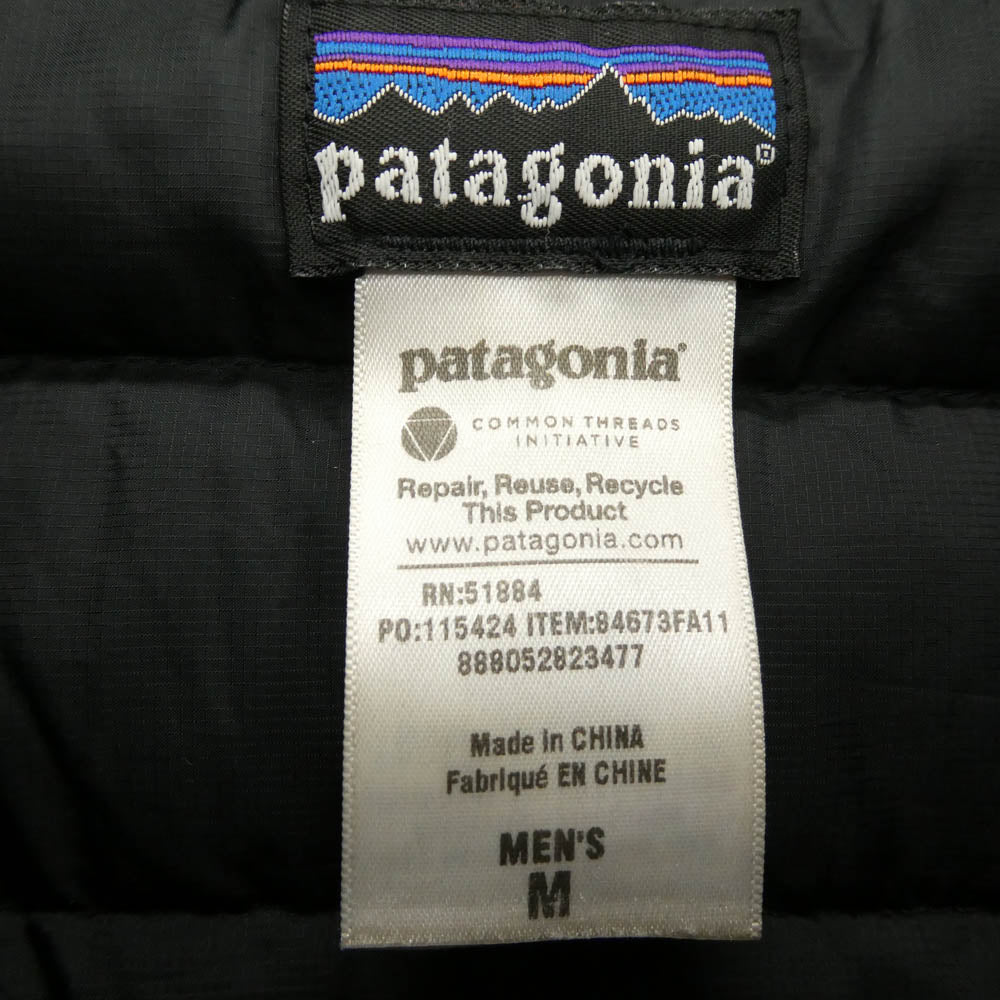 patagonia®
patagonia®
COMMON THREADS
INITIATIVE
Repair, Reuse, Recycle
This Product
www.patagonia.com
RN:51884
PO:115424 ITEM:84673FA11
888052823477
Made in CHINA
Fabriqué EN CHINE
MEN'S
M